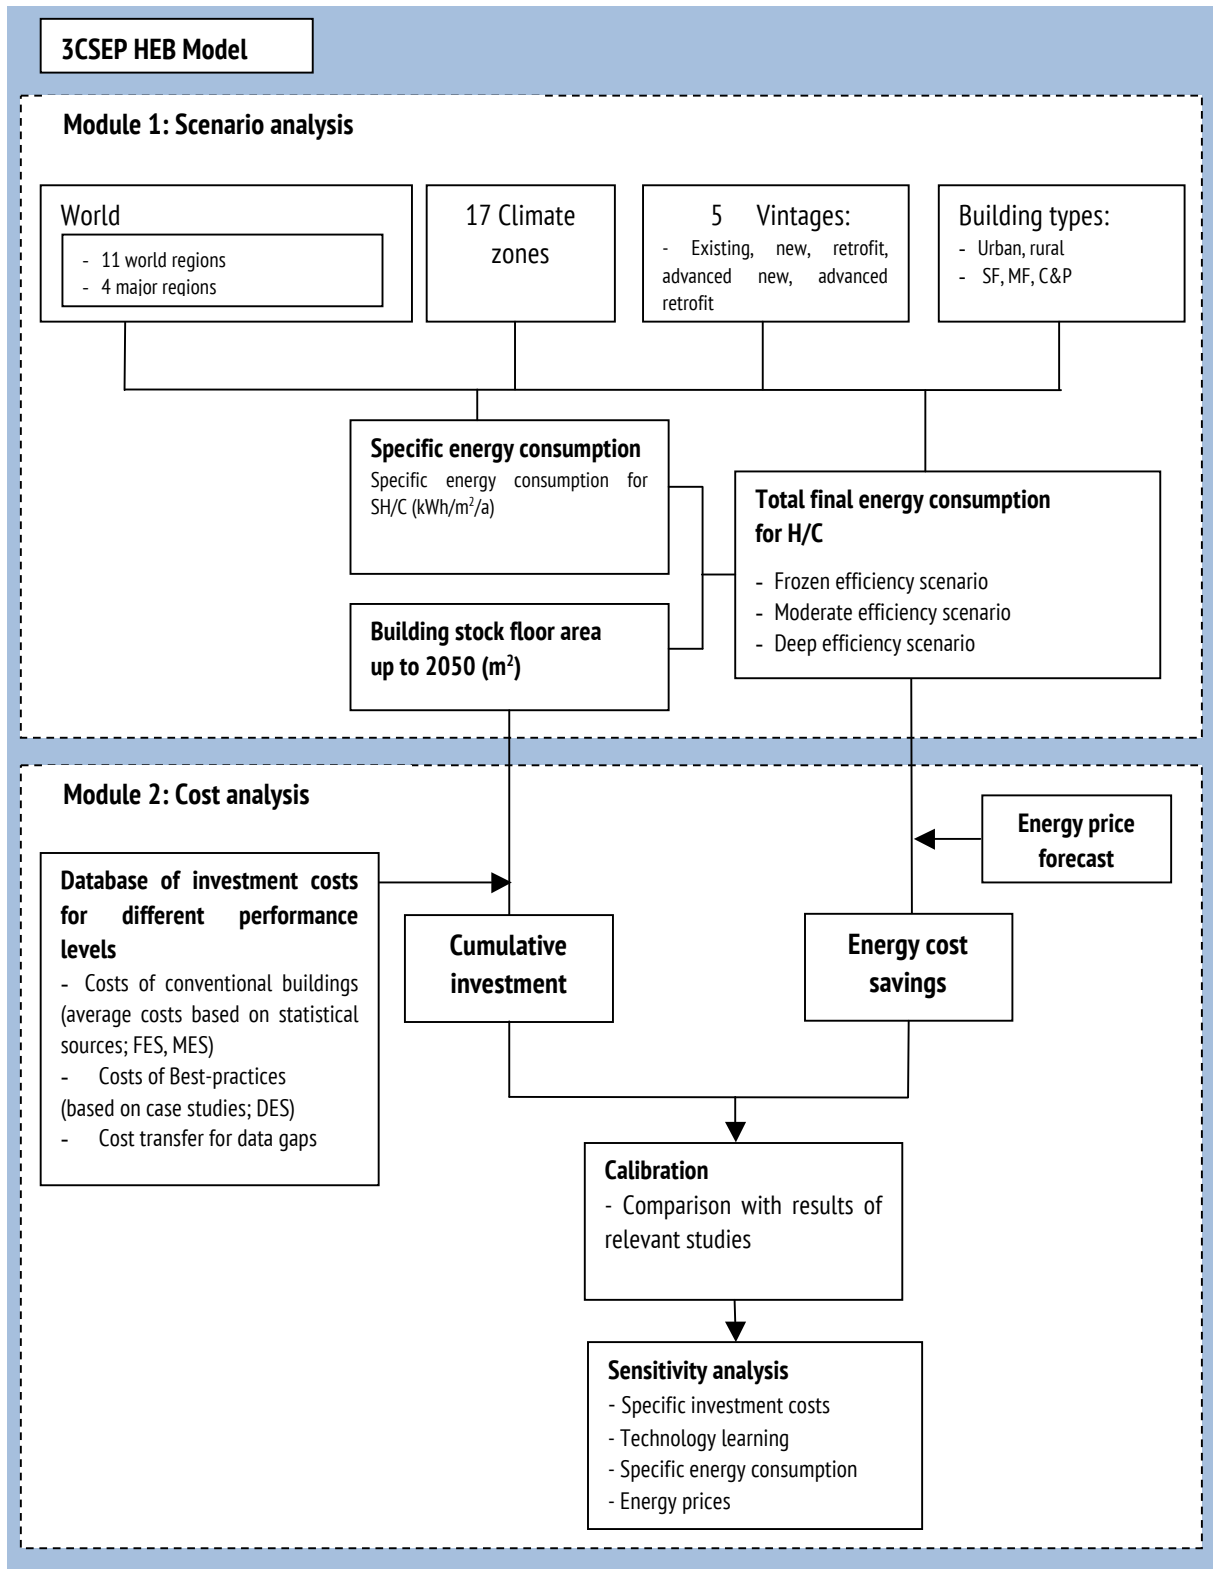 3CSEP HEB Model
Module 1: Scenario analysis
World
- 11 world regions
- 4 major regions
17 Climate
zones
5 Vintages:
- Existing, new, retrofit,
advanced new, advanced
retrofit
Building types:
- Urban, rural
- SF, MF, C&P
Specific energy consumption
Specific energy consumption for
SH/C (kWh/m²/a)
Total final energy consumption
for H/C
- Frozen efficiency scenario
- Moderate efficiency scenario
- Deep efficiency scenario
Building stock floor area
up to 2050 (m²)
Module 2: Cost analysis
Energy price
forecast
Database of investment costs
for different performance
levels
- Costs of conventional buildings
(average costs based on statistical
sources; FES, MES)
- Costs of Best-practices
(based on case studies; DES)
- Cost transfer for data gaps
Cumulative
investment
Energy cost
savings
Calibration
- Comparison with results of
relevant studies
Sensitivity analysis
- Specific investment costs
- Technology learning
- Specific energy consumption
- Energy prices